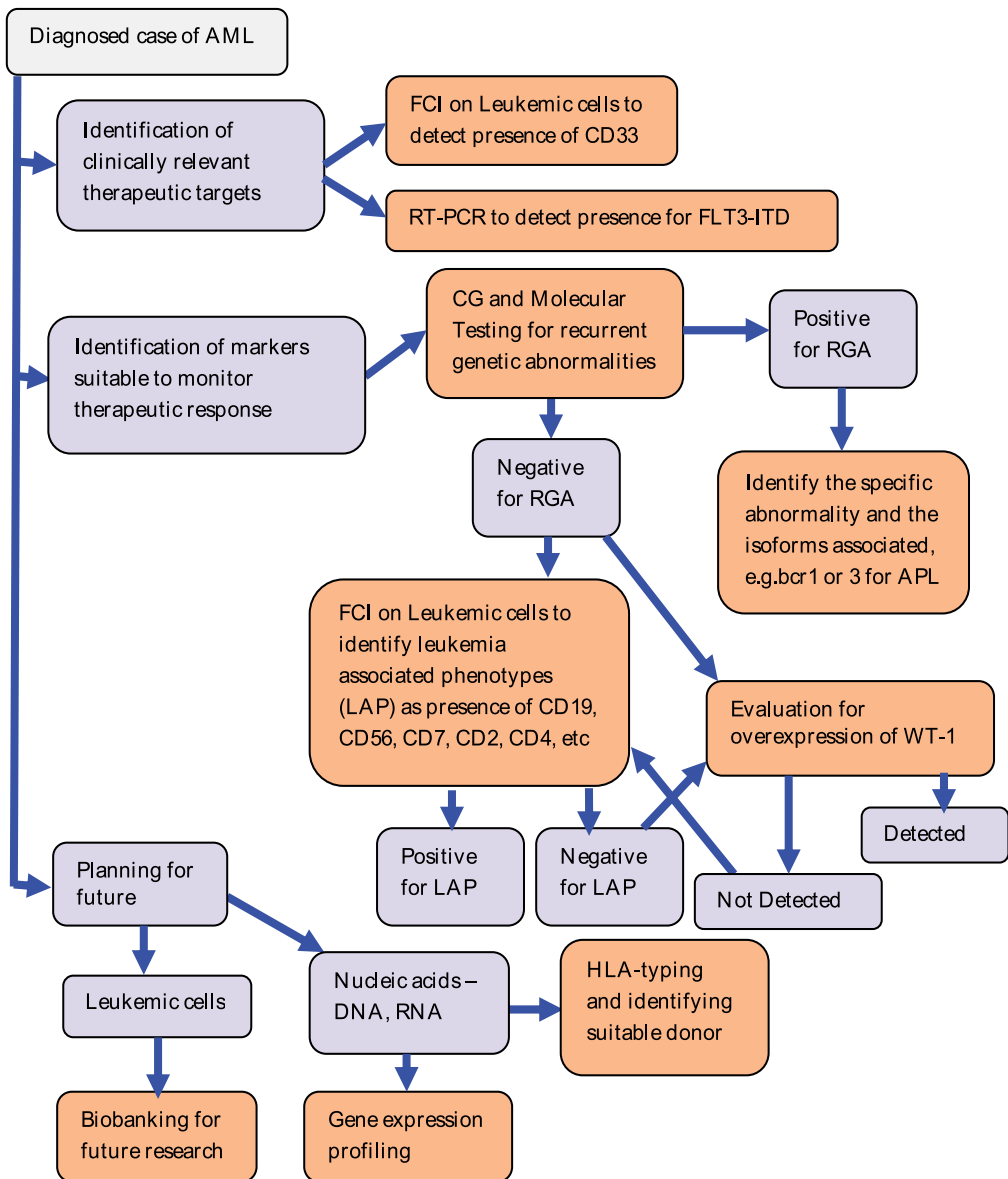 Diagnosed case of AML
Identification of
clinically relevant
therapeutic targets
FCI on Leukemic cells to
detect presence of CD33
RT-PCR to detect presence for FLT3-ITD
Identification of markers
suitable to monitor
therapeutic response
CG and Molecular
Testing for recurrent
genetic abnormalities
Positive
for RGA
Negative
for RGA
Identify the specific
abnormality and the
isoforms associated,
e.g.bcr1 or 3 for APL
FCI on Leukemic cells to
identify leukemia
associated phenotypes
(LAP) as presence of CD19,
CD56, CD7, CD2, CD4, etc
Evaluation for
overexpression of WT-1
Positive
for LAP
Negative
for LAP
Not Detected
Detected
Planning for
future
Leukemic cells
Nucleic acids –
DNA, RNA
HLA-typing
and identifying
suitable donor
Biobanking for
future research
Gene expression
profiling